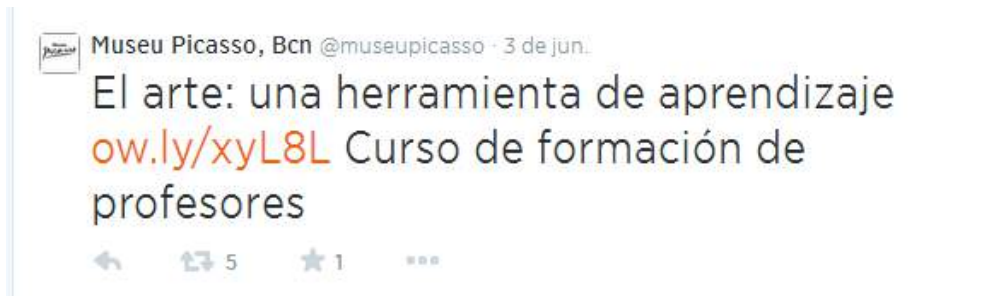 Museu Picasso, Bcn @museupicasso · 3 de jun.
El arte: una herramienta de aprendizaje
ow.ly/xyL8L Curso de formación de
profesores
5 1